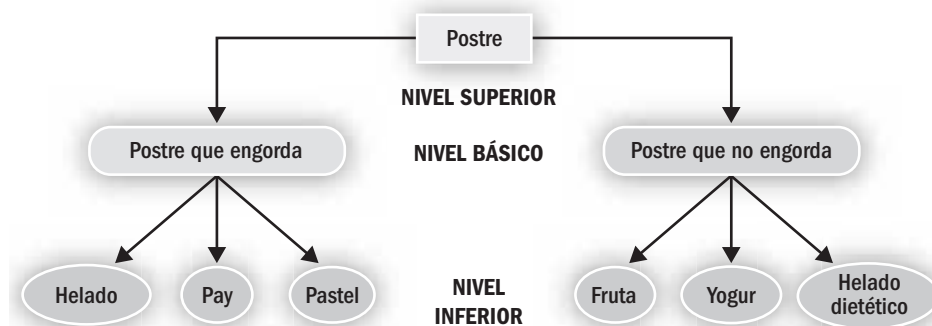 Postre
NIVEL SUPERIOR
Postre que engorda
NIVEL BÁSICO
Postre que no engorda
Helado
Pay
Pastel
NIVEL
INFERIOR
Fruta
Yogur
Helado
dietético